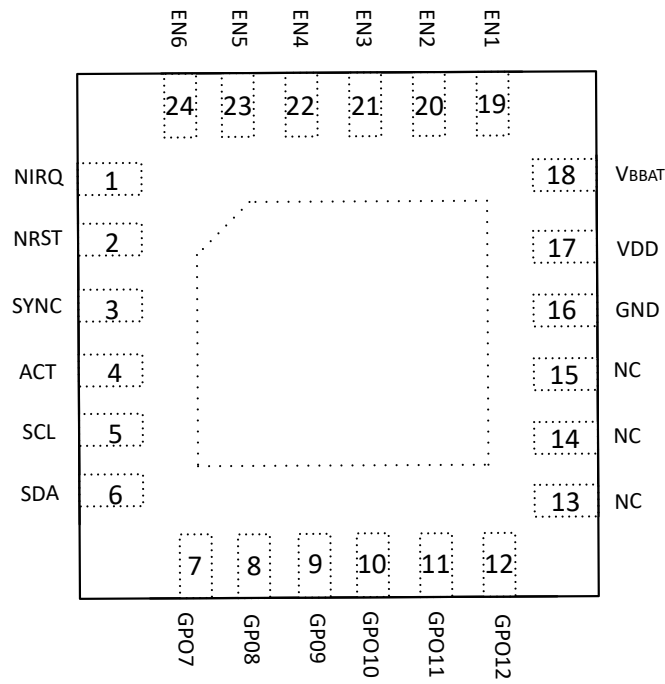 EN6 EN5 EN4 EN3 EN2 EN1
24 23 22 21 20 19
NIRQ 1 18 VBBAT
NRST 2 17 VDD
SYNC 3 16 GND
ACT 4 15 NC
SCL 5 14 NC
SDA 6 13 NC
7 8 9 10 11 12
GPO7 GP08 GP09 GPO10 GPO11 GPO12